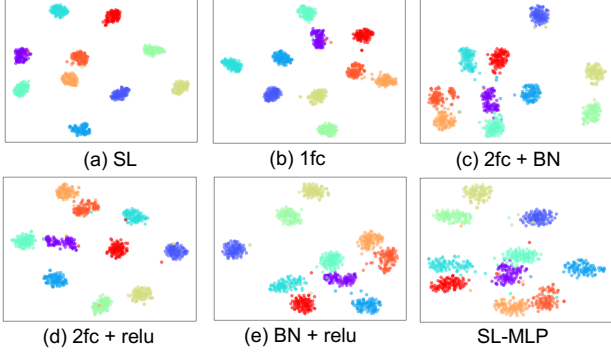 (a) SL
(b) 1fc
(c) 2fc + BN
(d) 2fc + relu
(e) BN + relu
SL-MLP